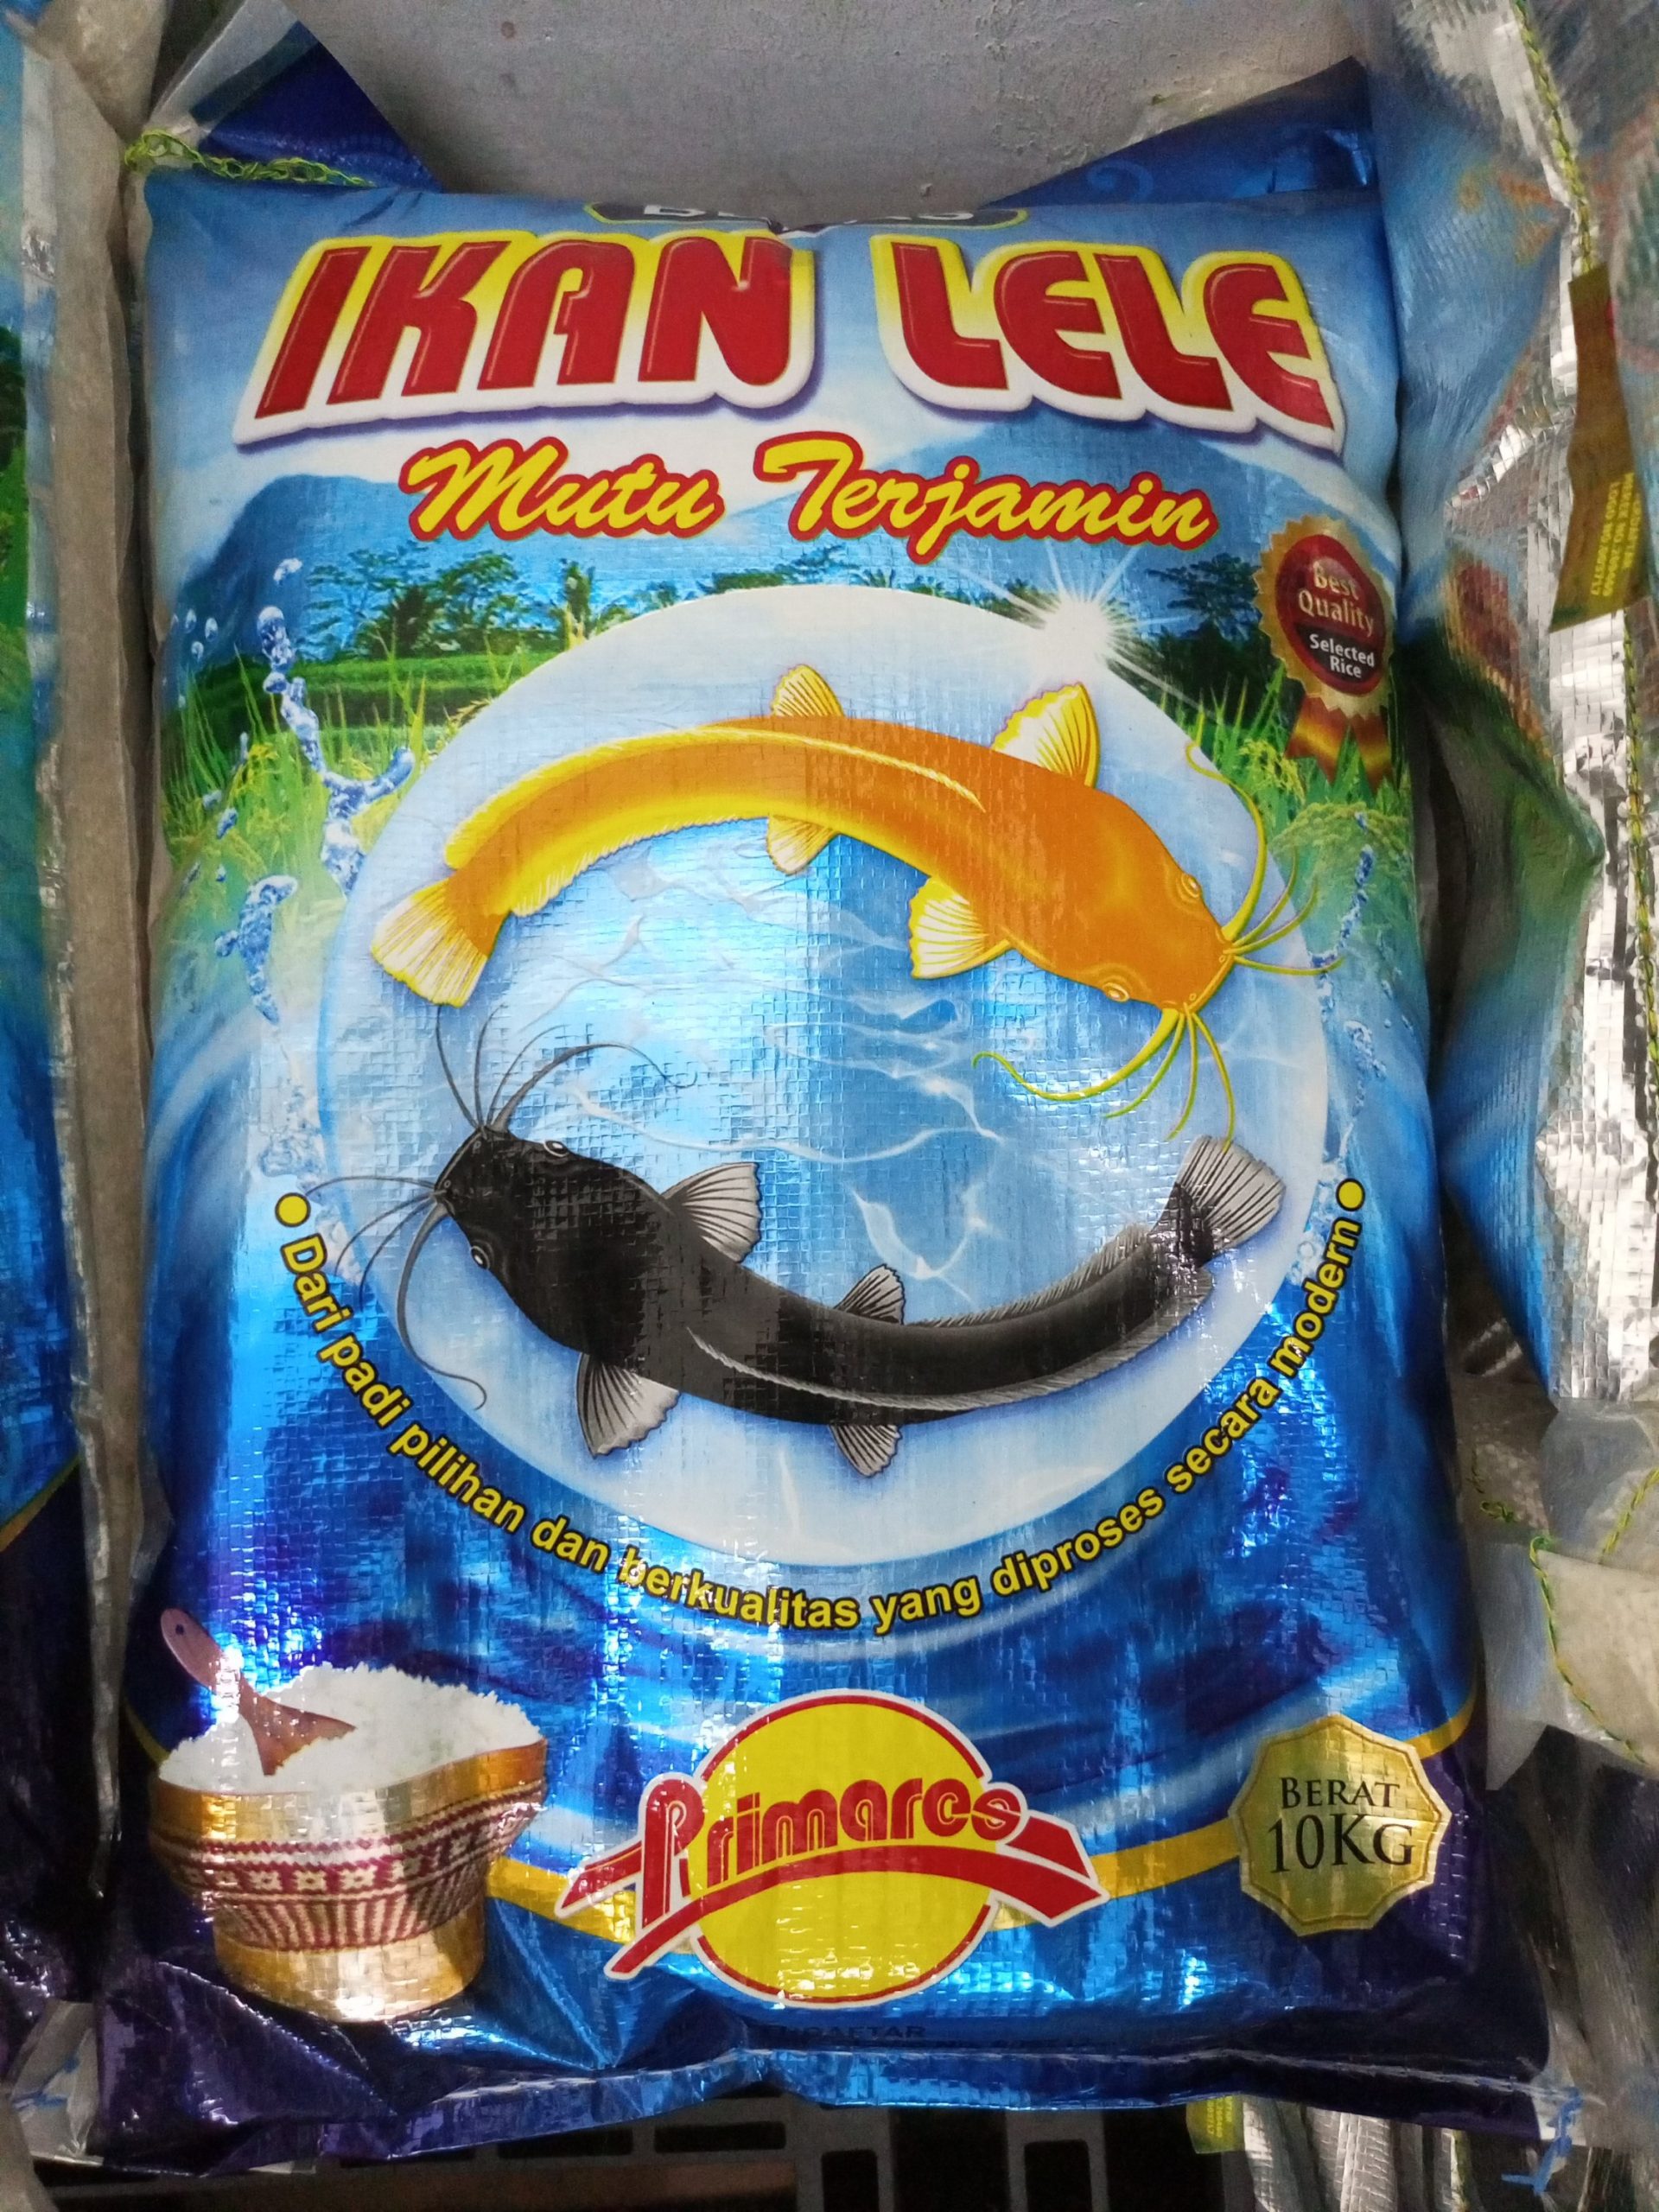 IKAN LELE
Mutu Terjamin
Best
Quality
Selected
Rice
Dari padi pilihan dan berkualitas yang diproses secara modern
Primares
BERAT
10KG